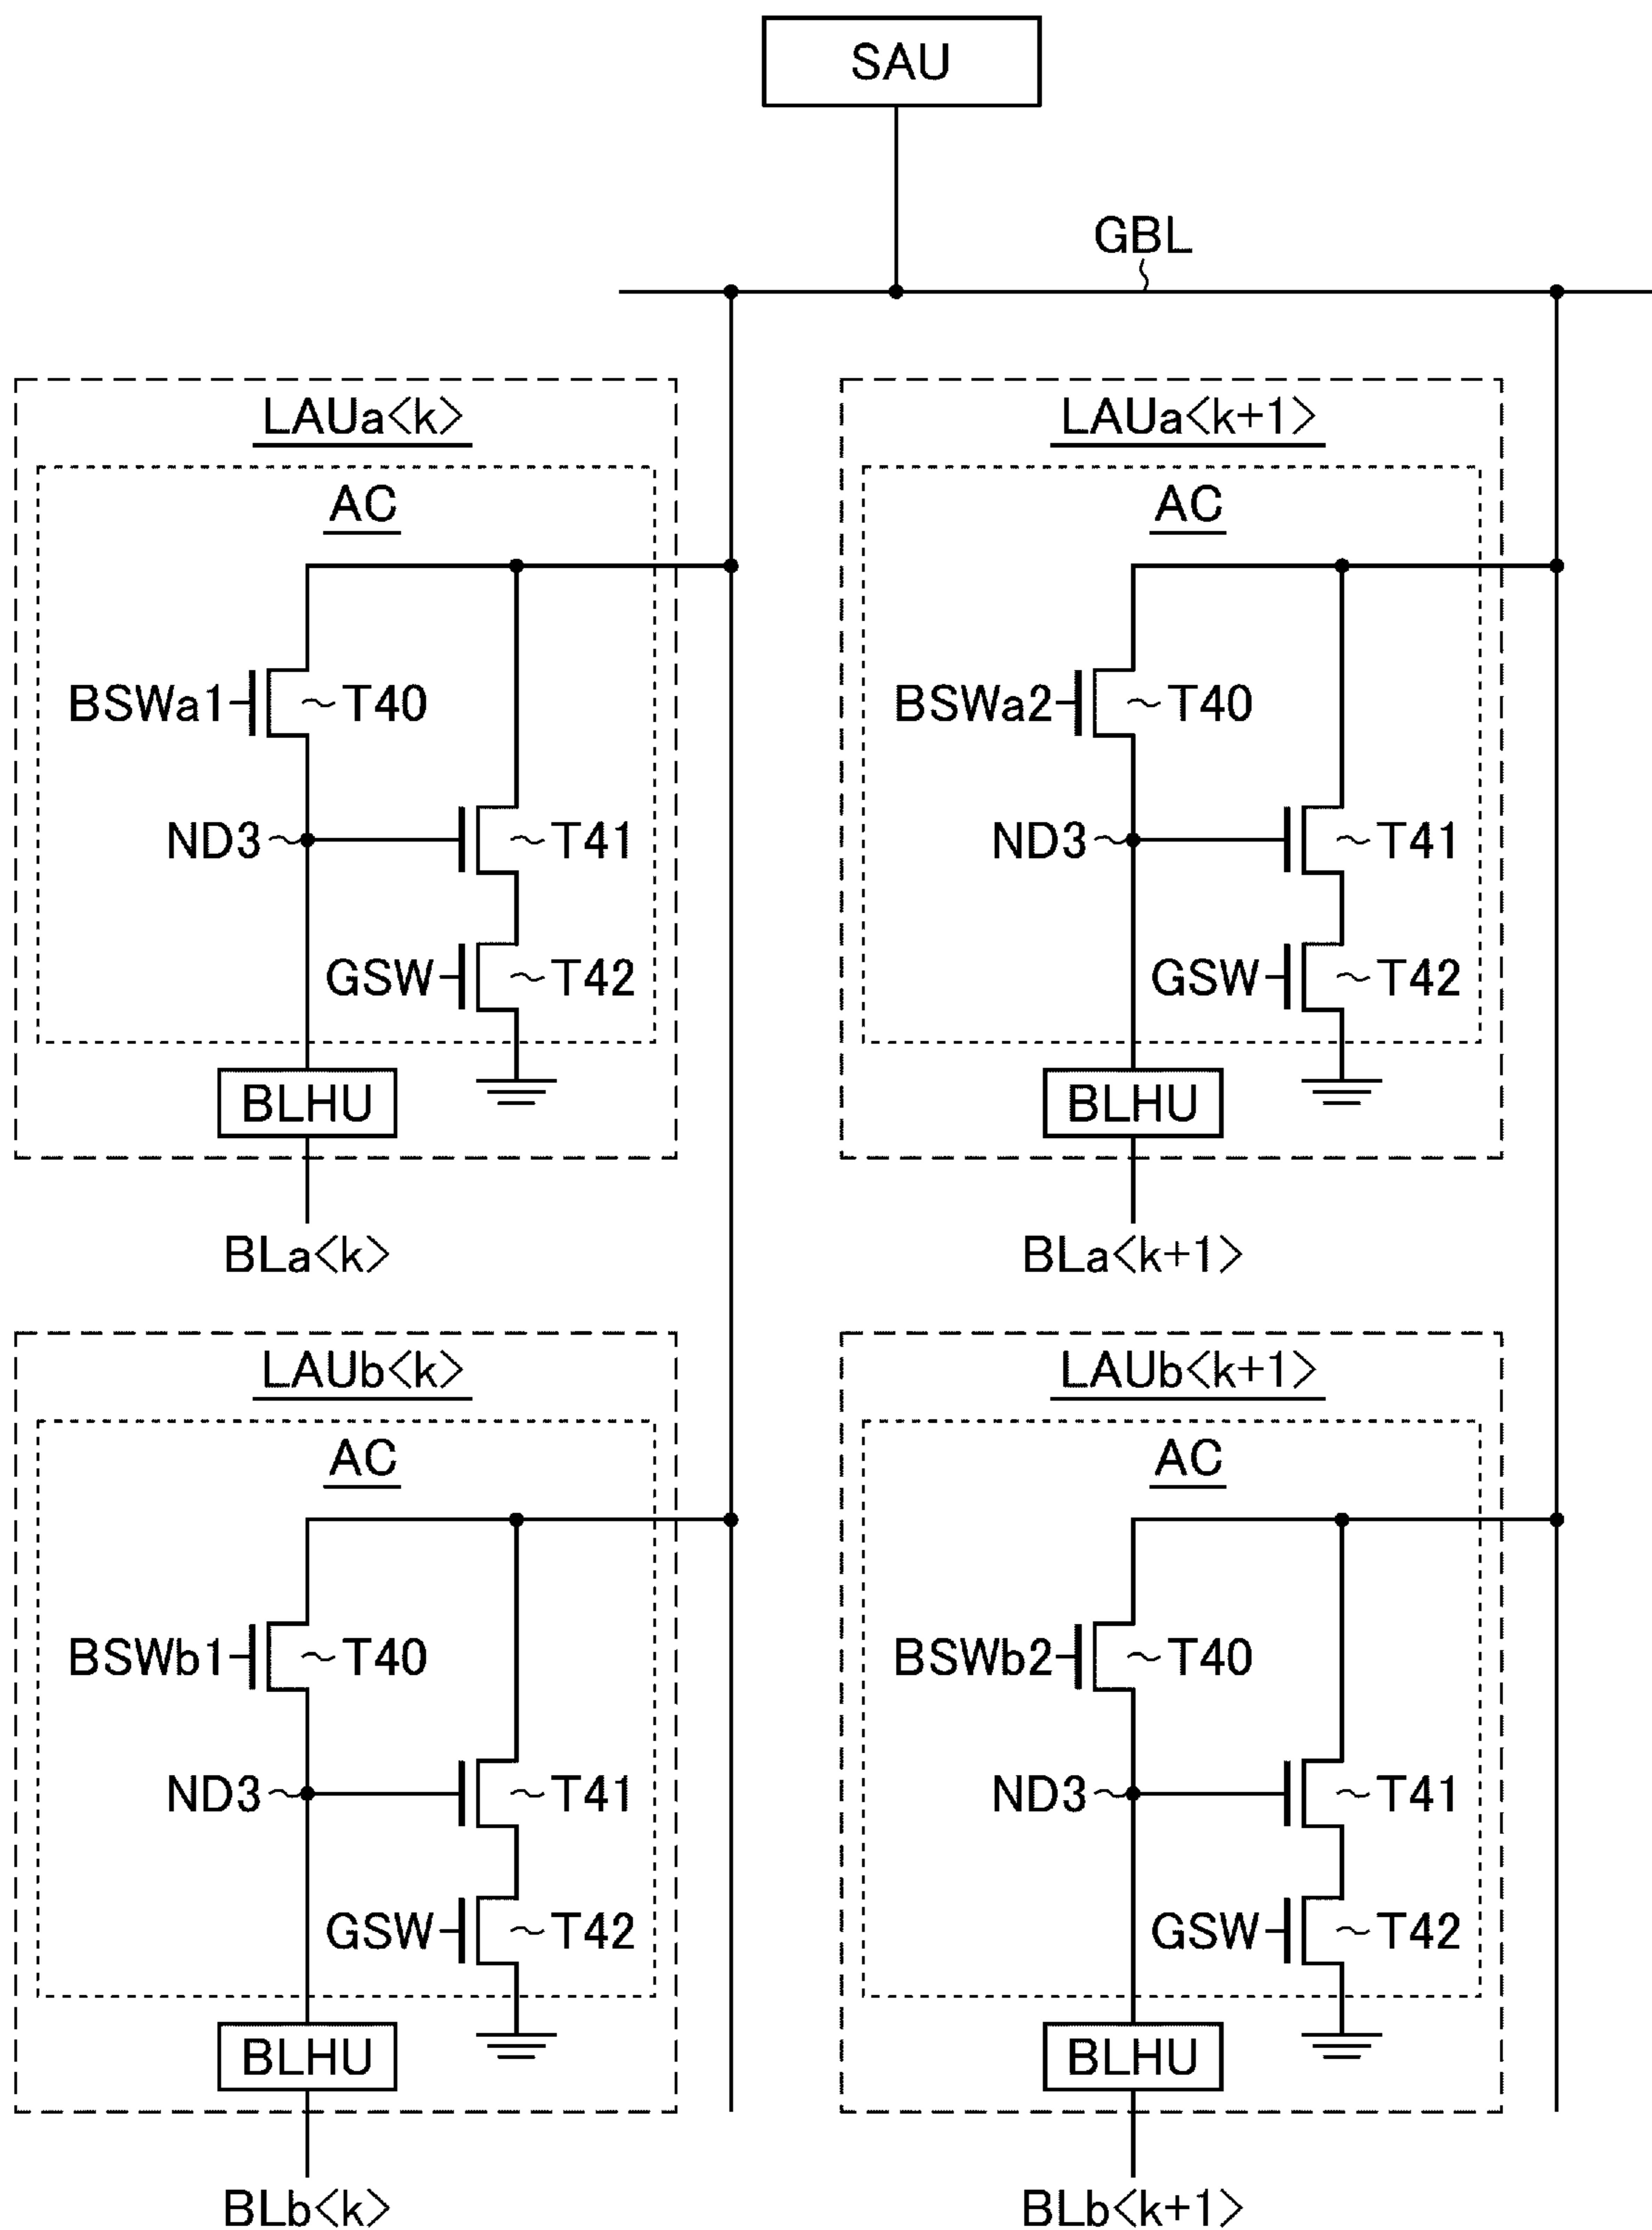 SAU
GBL
LAUa<k>
AC
BSWa1
T40
ND3
T41
GSW
T42
BLHU
BLa<k>
LAUa<k+1>
AC
BSWa2
T40
ND3
T41
GSW
T42
BLHU
BLa<k+1>
LAUb<k>
AC
BSWb1
T40
ND3
T41
GSW
T42
BLHU
BLb<k>
LAUb<k+1>
AC
BSWb2
T40
ND3
T41
GSW
T42
BLHU
BLb<k+1>